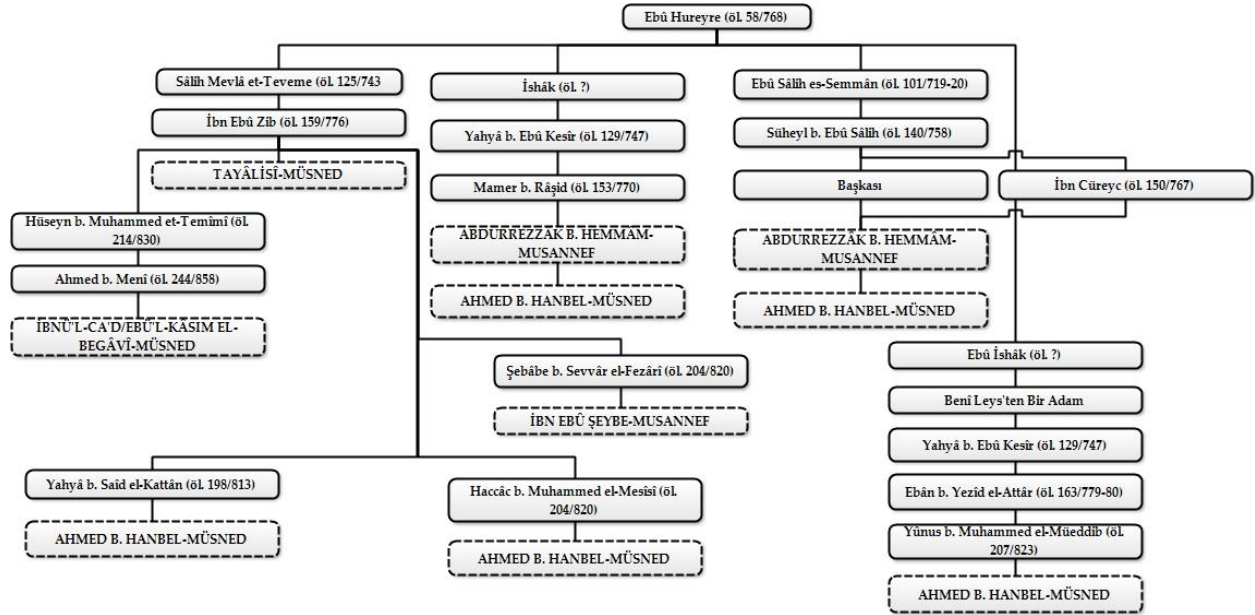 Ebû Hureyre (öl. 58/768)
Sâlih Mevlâ et-Teveme (öl. 125/743
İshâk (öl. ?)
Ebû Sâlih es-Semmân (öl. 101/719-20)
İbn Ebû Zîb (öl. 159/776)
Yahyâ b. Ebû Kesîr (öl. 129/747)
Süheyl b. Ebû Sâlih (öl. 140/758)
TAYÂLİSÎ-MÜSNED
Mamer b. Râşid (öl. 153/770)
Başkası
İbn Cüreyc (öl. 150/767)
Hüseyn b. Muhammed et-Temîmî (öl.
214/830)
ABDURREZZÂK B. HEMMÂM-
MUSANNEF
ABDURREZZÂK B. HEMMÂM-
MUSANNEF
Ahmed b. Menî (öl. 244/858)
AHMED B. HANBEL-MÜSNED
AHMED B. HANBEL-MÜSNED
İBNÜ'L-CA'D/EBÜ'L-KÂSIM EL-
BEGÂVÎ-MÜSNED
Ebû İshâk (öl. ?)
Şebâbe b. Sevvâr el-Fezârî (öl. 204/820)
Benî Leys'ten Bir Adam
İBN EBÛ ŞEYBE-MUSANNEF
Yahyâ b. Ebû Kesîr (öl. 129/747)
Yahyâ b. Saîd el-Kattân (öl. 198/813)
Haccâc b. Muhammed el-Mesîsî (öl.
204/820)
Ebân b. Yezîd el-Attâr (öl. 163/779-80)
AHMED B. HANBEL-MÜSNED
AHMED B. HANBEL-MÜSNED
Yûnus b. Muhammed el-Müeddîb (öl.
207/823)
AHMED B. HANBEL-MÜSNED